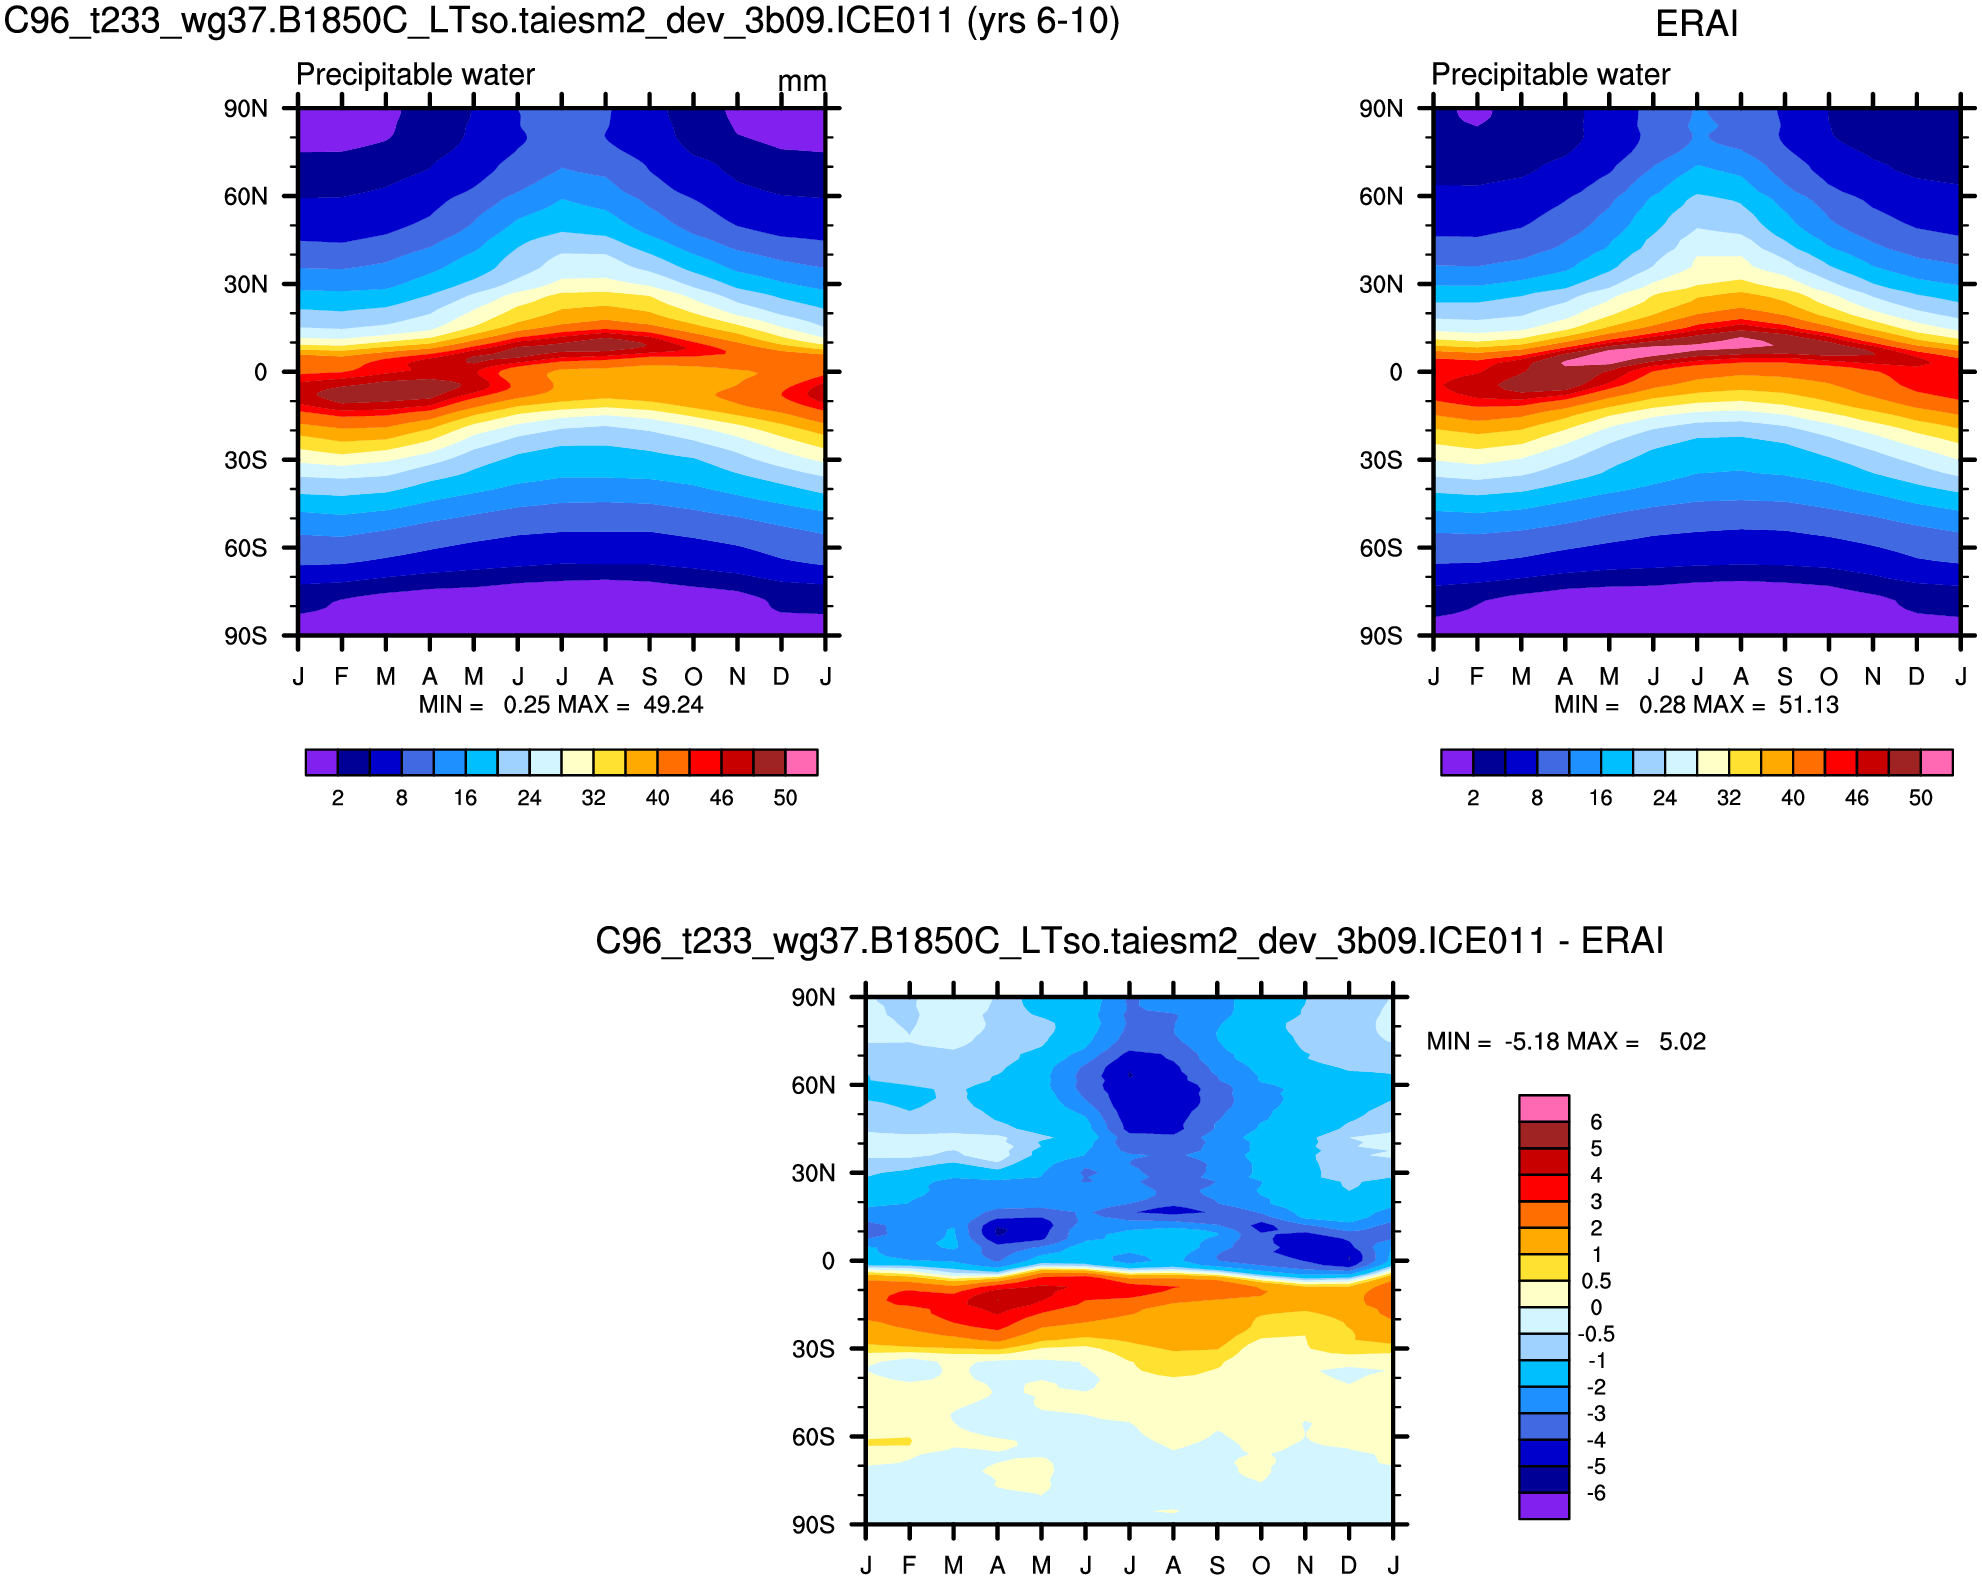 C96_t233_wg37.B1850C_LTso.taiesm2_dev_3b09.ICE011 (yrs 6-10)
ERAI
Precipitable water
mm
Precipitable water
90N
60N
30N
0
30S
60S
90S
J F M A M J J A S O N D J
MIN = 0.25 MAX = 49.24
2 8 16 24 32 40 46 50
90N
60N
30N
0
30S
60S
90S
J F M A M J J A S O N D J
MIN = 0.28 MAX = 51.13
2 8 16 24 32 40 46 50
C96_t233_wg37.B1850C_LTso.taiesm2_dev_3b09.ICE011 - ERAI
90N
60N
30N
0
30S
60S
90S
J F M A M J J A S O N D J
MIN = -5.18 MAX = 5.02
6
5
4
3
2
1
0.5
0
-0.5
-1
-2
-3
-4
-5
-6